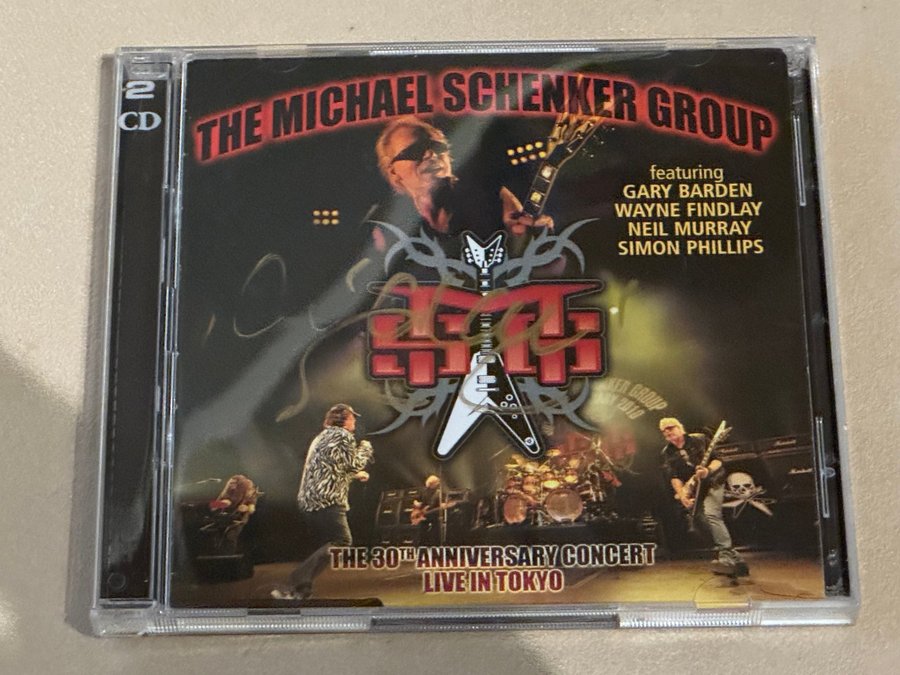 2
CD
THE MICHAEL SCHENKER GROUP
featuring
GARY BARDEN
WAYNE FINDLAY
NEIL MURRAY
SIMON PHILLIPS
MSG
THE 30TH ANNIVERSARY CONCERT
LIVE IN TOKYO